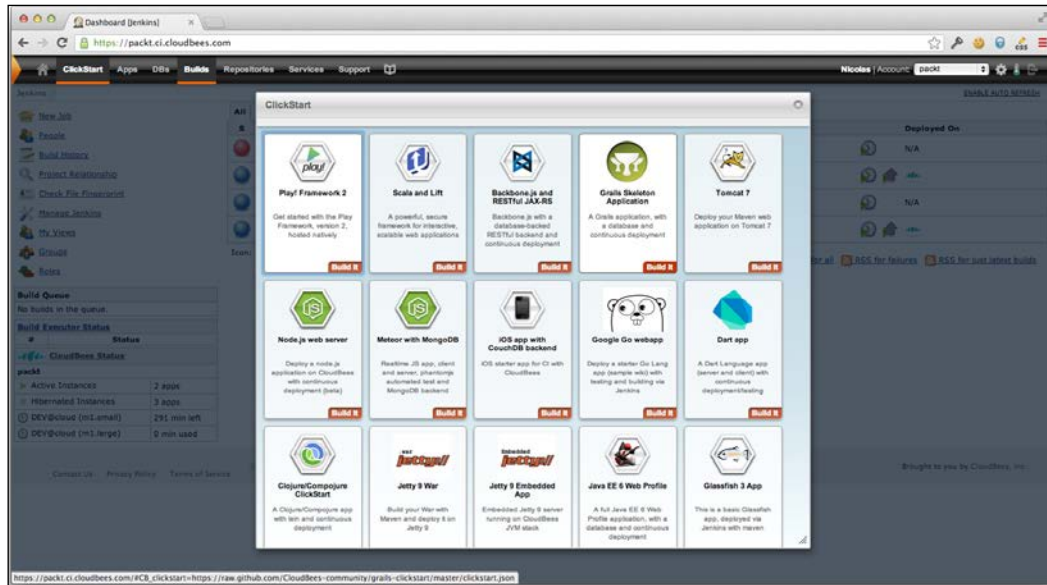 Dashboard [Jenkins]
https://packt.ci.cloudbees.com
css
ClickStart Apps DBs Builds Repositories Services Support
Nicolas | Account: packt
Jenkins
ENABLE AUTO REFRESH
New Job
People
Build History
Project Relationship
Check File Fingerprint
Manage Jenkins
My Views
Groups
Roles
Build Queue
No builds in the queue.
Build Executor Status
# Status
CloudBees Status
packt
Active Instances 2 apps
Hibernated Instances 3 apps
DEV@cloud (m1.small) 291 min left
DEV@cloud (m1.large) 0 min used
All
S
Icon:
Deployed On
N/A
N/A
for all RSS for failures RSS for just latest builds
ClickStart
play!
Play! Framework 2
Get started with the Play
Framework, version 2,
hosted natively
Build it
Scala and Lift
A powerful, secure
framework for interactive,
scalable web applications
Build it
Backbone.js and
RESTful JAX-RS
Backbone.js with a
database-backed
RESTful backend and
continuous deployment
Build it
Grails Skeleton
Application
A Grails application, with
a database and
continuous deployment
Build it
Tomcat 7
Deploy your Maven web
application on Tomcat 7
Build it
JS
Node.js web server
Deploy a node.js
application on CloudBees
with continuous
deployment (beta)
Build it
JS
Meteor with MongoDB
Realtime JS app, client
and server, phantomjs
automated test and
MongoDB backend
Build it
iOS app with
CouchDB backend
iOS starter app for CI with
CloudBees
Build it
Google Go webapp
Deploy a starter Go Lang
app (sample wiki) with
testing and building via
Jenkins
Build it
Dart app
A Dart Language app
(server and client) with
continuous
deployment/testing
Build it
Clojure/Compojure
ClickStart
A Clojure/Compojure app
with lein and continuous
deployment
war
jetty://
Jetty 9 War
Build your War with
Maven and deploy it on
Jetty 9
Embedded
jetty://
Jetty 9 Embedded
App
Embedded Jetty 9 server
running on CloudBees
JVM stack
Java EE 6 Web Profile
A full Java EE 6 Web
Profile application, with a
database and continuous
deployment
Glassfish 3 App
This is a basic Glassfish
app, deployed via
Jenkins with maven
Contact Us Privacy Policy Terms of Service
Brought to you by CloudBees, Inc.
https://packt.ci.cloudbees.com/#CB_clickstart=https://raw.github.com/CloudBees-community/grails-clickstart/master/clickstart.json